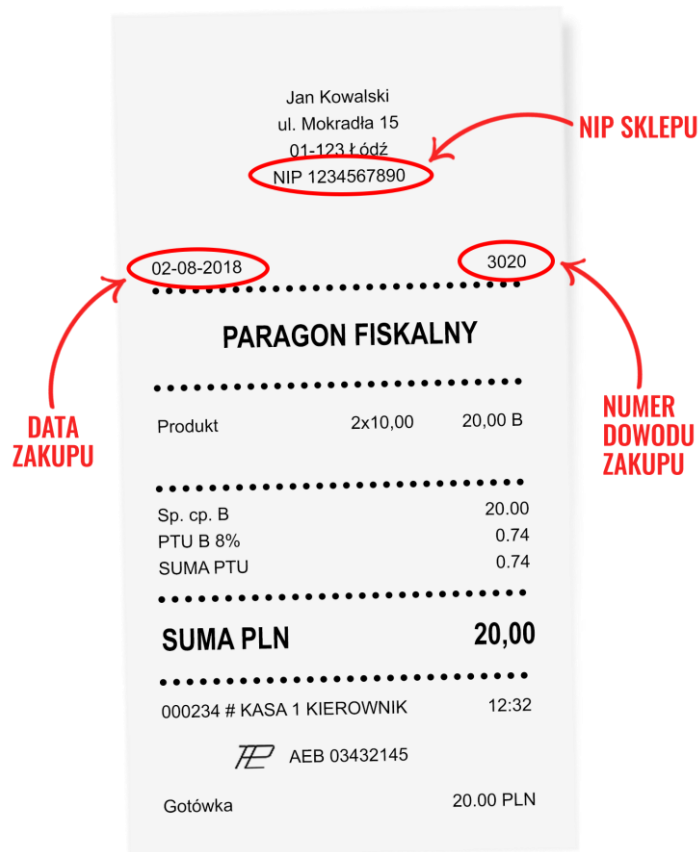 Jan Kowalski
ul. Mokradła 15
01-123 Łódź
NIP 1234567890
NIP SKLEPU
02-08-2018 3020
PARAGON FISKALNY
DATA
ZAKUPU
NUMER
DOWODU
ZAKUPU
Produkt 2x10,00 20,00 B
Sp. cp. B 20.00
PTU B 8% 0.74
SUMA PTU 0.74
SUMA PLN 20,00
000234 # KASA 1 KIEROWNIK 12:32
AEB 03432145
Gotówka 20.00 PLN